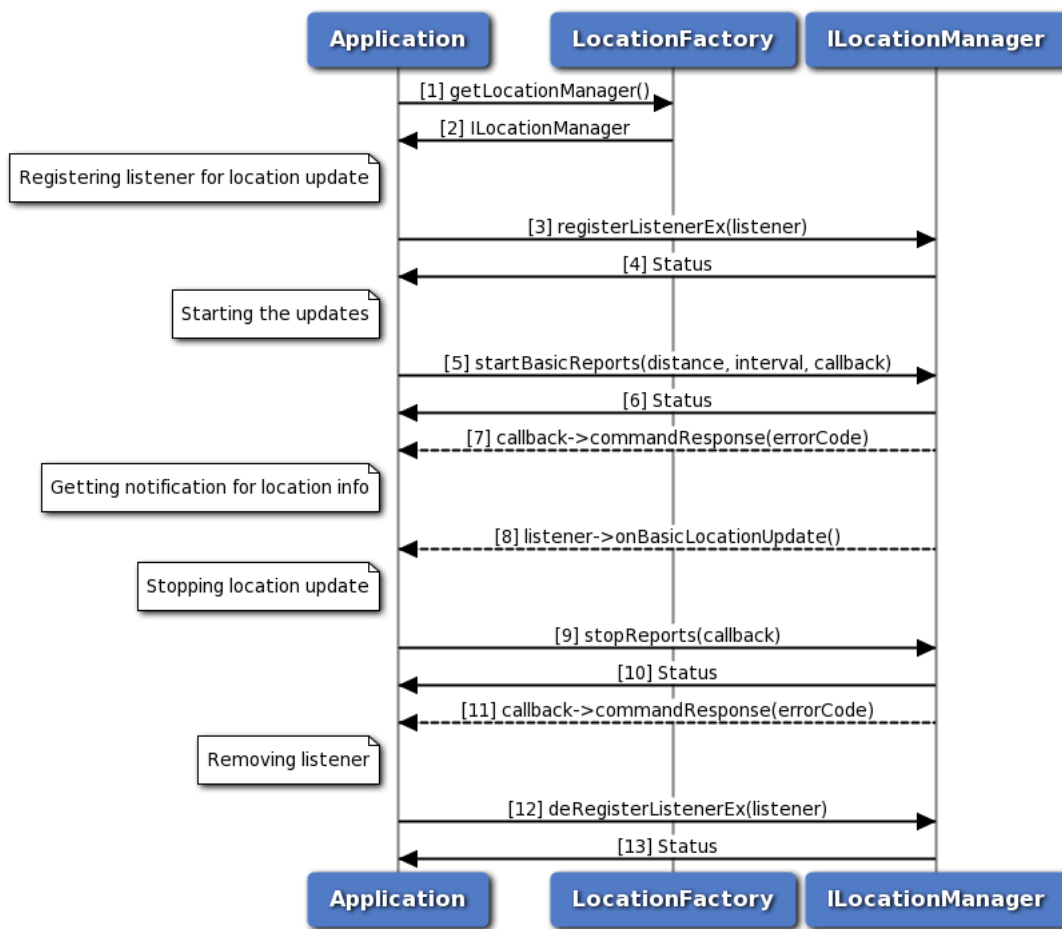 Application
LocationFactory
ILocationManager
[1] getLocationManager()
[2] ILocationManager
Registering listener for location update
[3] registerListenerEx(listener)
[4] Status
Starting the updates
[5] startBasicReports(distance, interval, callback)
[6] Status
[7] callback->commandResponse(errorCode)
Getting notification for location info
[8] listener->onBasicLocationUpdate()
Stopping location update
[9] stopReports(callback)
[10] Status
[11] callback->commandResponse(errorCode)
Removing listener
[12] deRegisterListenerEx(listener)
[13] Status
Application
LocationFactory
ILocationManager